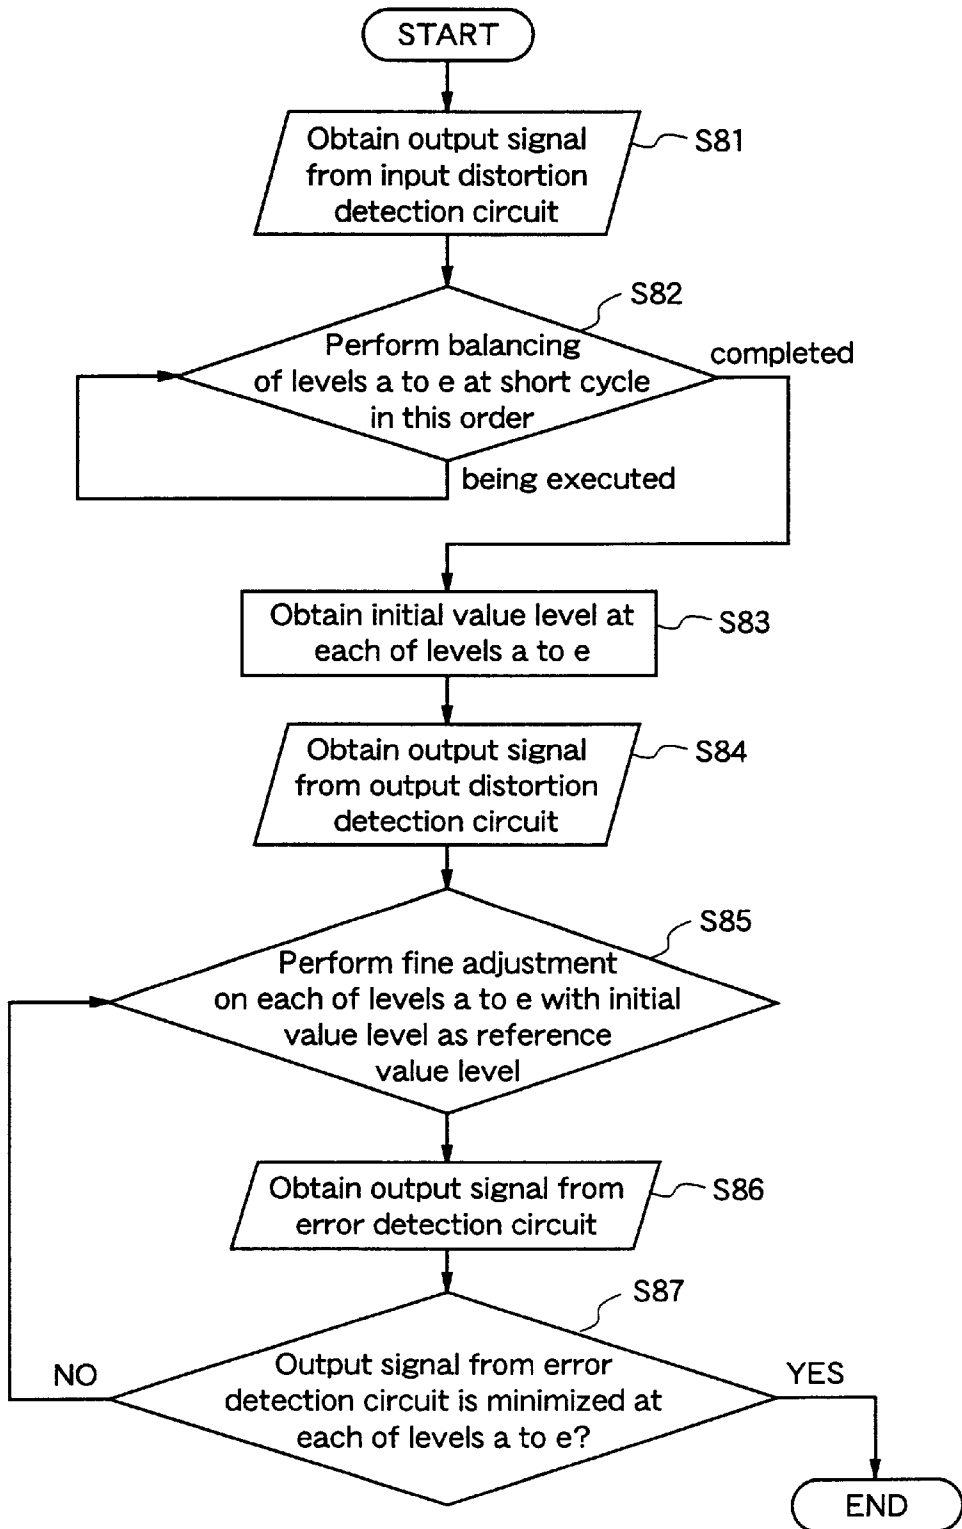 START
Obtain output signal
from input distortion
detection circuit
S81
S82
Perform balancing
of levels a to e at short cycle
in this order
completed
being executed
Obtain initial value level at
each of levels a to e
S83
Obtain output signal
from output distortion
detection circuit
S84
S85
Perform fine adjustment
on each of levels a to e with initial
value level as reference
value level
Obtain output signal from
error detection circuit
S86
S87
Output signal from error
detection circuit is minimized at
each of levels a to e?
NO
YES
END